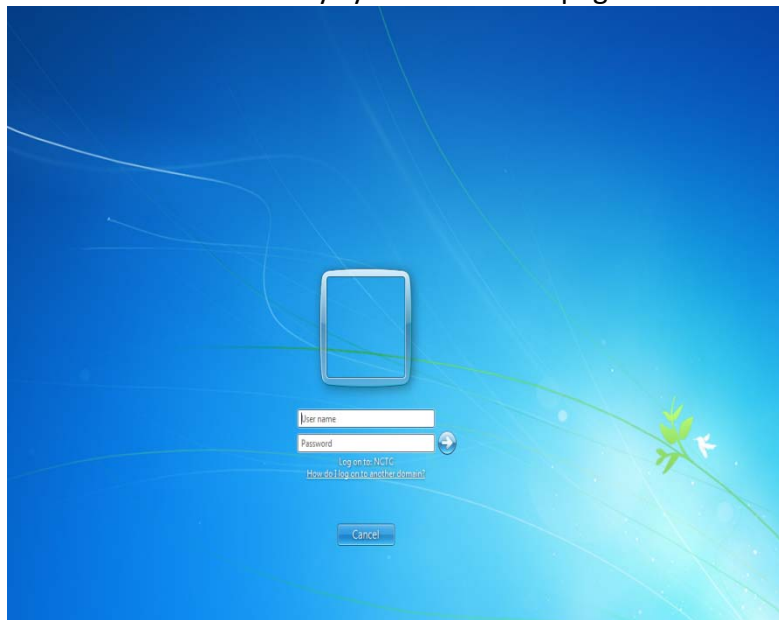 User name
Password
Log on to: NCTC
How do I log on to another domain?
Cancel